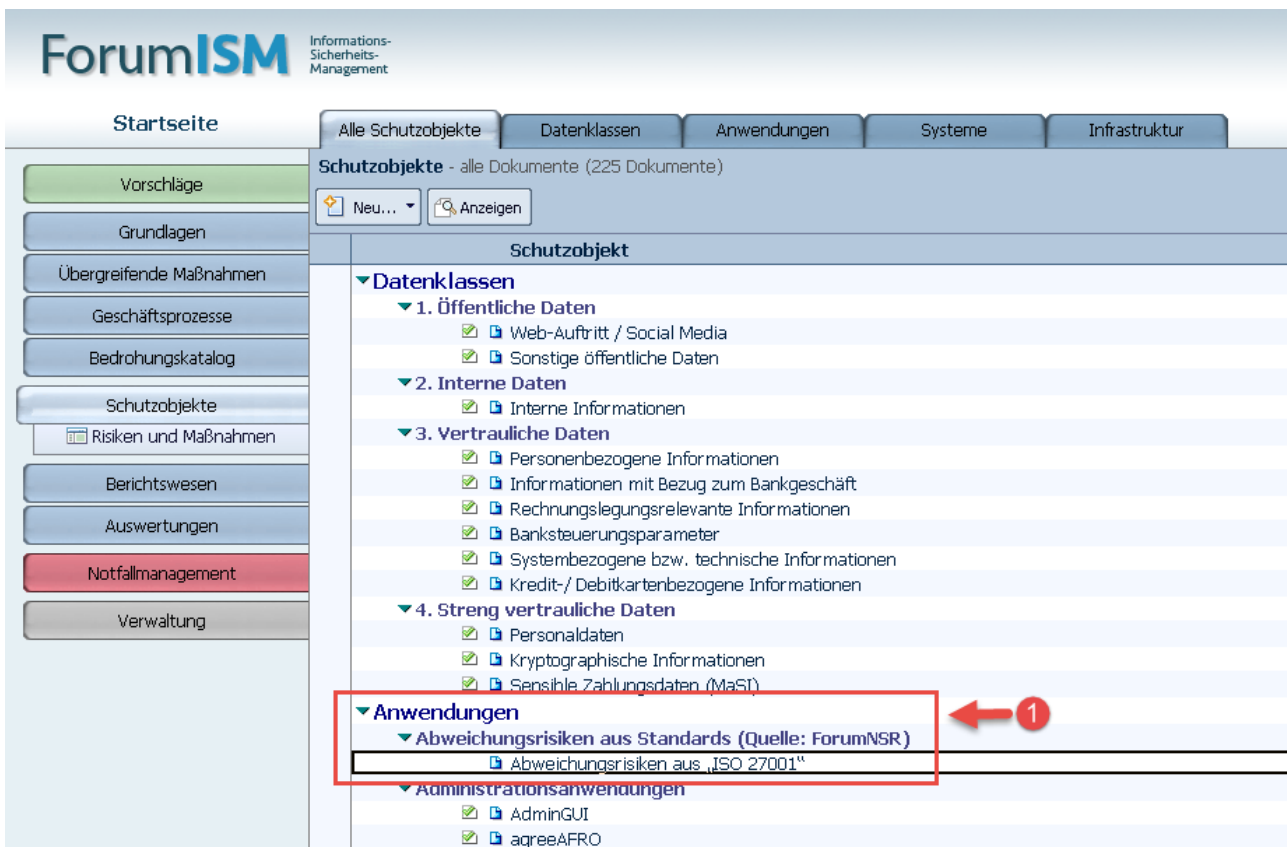 ForumISM
Informations-
Sicherheits-
Management
Startseite
Alle Schutzobjekte
Datenklassen
Anwendungen
Systeme
Infrastruktur
Schutzobjekte - alle Dokumente (225 Dokumente)
Neu...
Anzeigen
Vorschläge
Grundlagen
Übergreifende Maßnahmen
Geschäftsprozesse
Bedrohungskatalog
Schutzobjekte
Risiken und Maßnahmen
Berichtswesen
Auswertungen
Notfallmanagement
Verwaltung
Schutzobjekt
Datenklassen
1. Öffentliche Daten
Web-Auftritt / Social Media
Sonstige öffentliche Daten
2. Interne Daten
Interne Informationen
3. Vertrauliche Daten
Personenbezogene Informationen
Informationen mit Bezug zum Bankgeschäft
Rechnungslegungsrelevante Informationen
Banksteuerungsparameter
Systembezogene bzw. technische Informationen
Kredit-/ Debitkartenbezogene Informationen
4. Streng vertrauliche Daten
Personaldaten
Kryptographische Informationen
Sensible Zahlungsdaten (MaSI)
Anwendungen
1
Abweichungsrisiken aus Standards (Quelle: ForumNSR)
Abweichungsrisiken aus „ISO 27001“
Administrationsanwendungen
AdminGUI
agreeAFRO